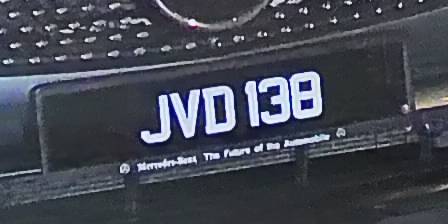 JVD 138
Mercedes-Benz The Future of the Automobile